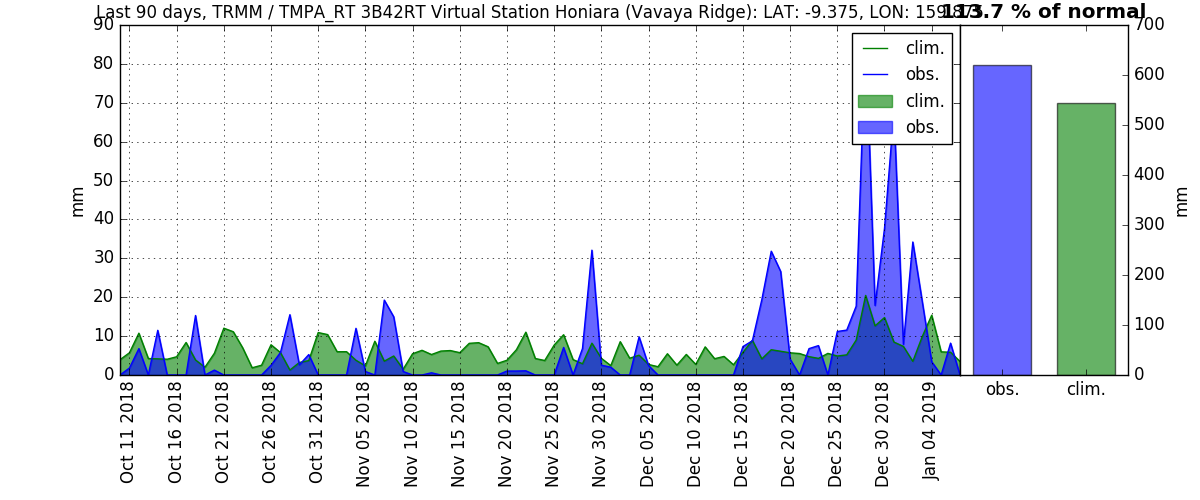 Last 90 days, TRMM / TMPA_RT 3B42RT Virtual Station Honiara (Vavaya Ridge): LAT: -9.375, LON:
113.7 % of normal
90
80
70
60
50
40
30
20
10
0
mm
clim.
obs.
clim.
obs.
Oct 11 2018
Oct 16 2018
Oct 21 2018
Oct 26 2018
Oct 31 2018
Nov 05 2018
Nov 10 2018
Nov 15 2018
Nov 20 2018
Nov 25 2018
Nov 30 2018
Dec 05 2018
Dec 10 2018
Dec 15 2018
Dec 20 2018
Dec 25 2018
Dec 30 2018
Jan 04 2019
700
600
500
400
300
200
100
0
mm
obs.
clim.